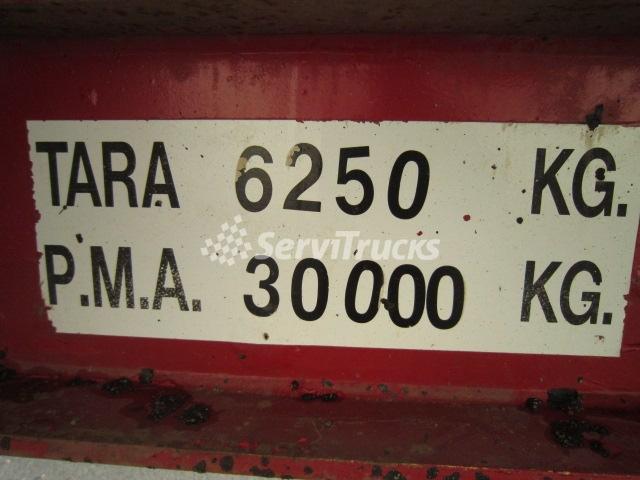 TARA 6250 KG.
ServiTrucks
P.M.A. 30000 KG.